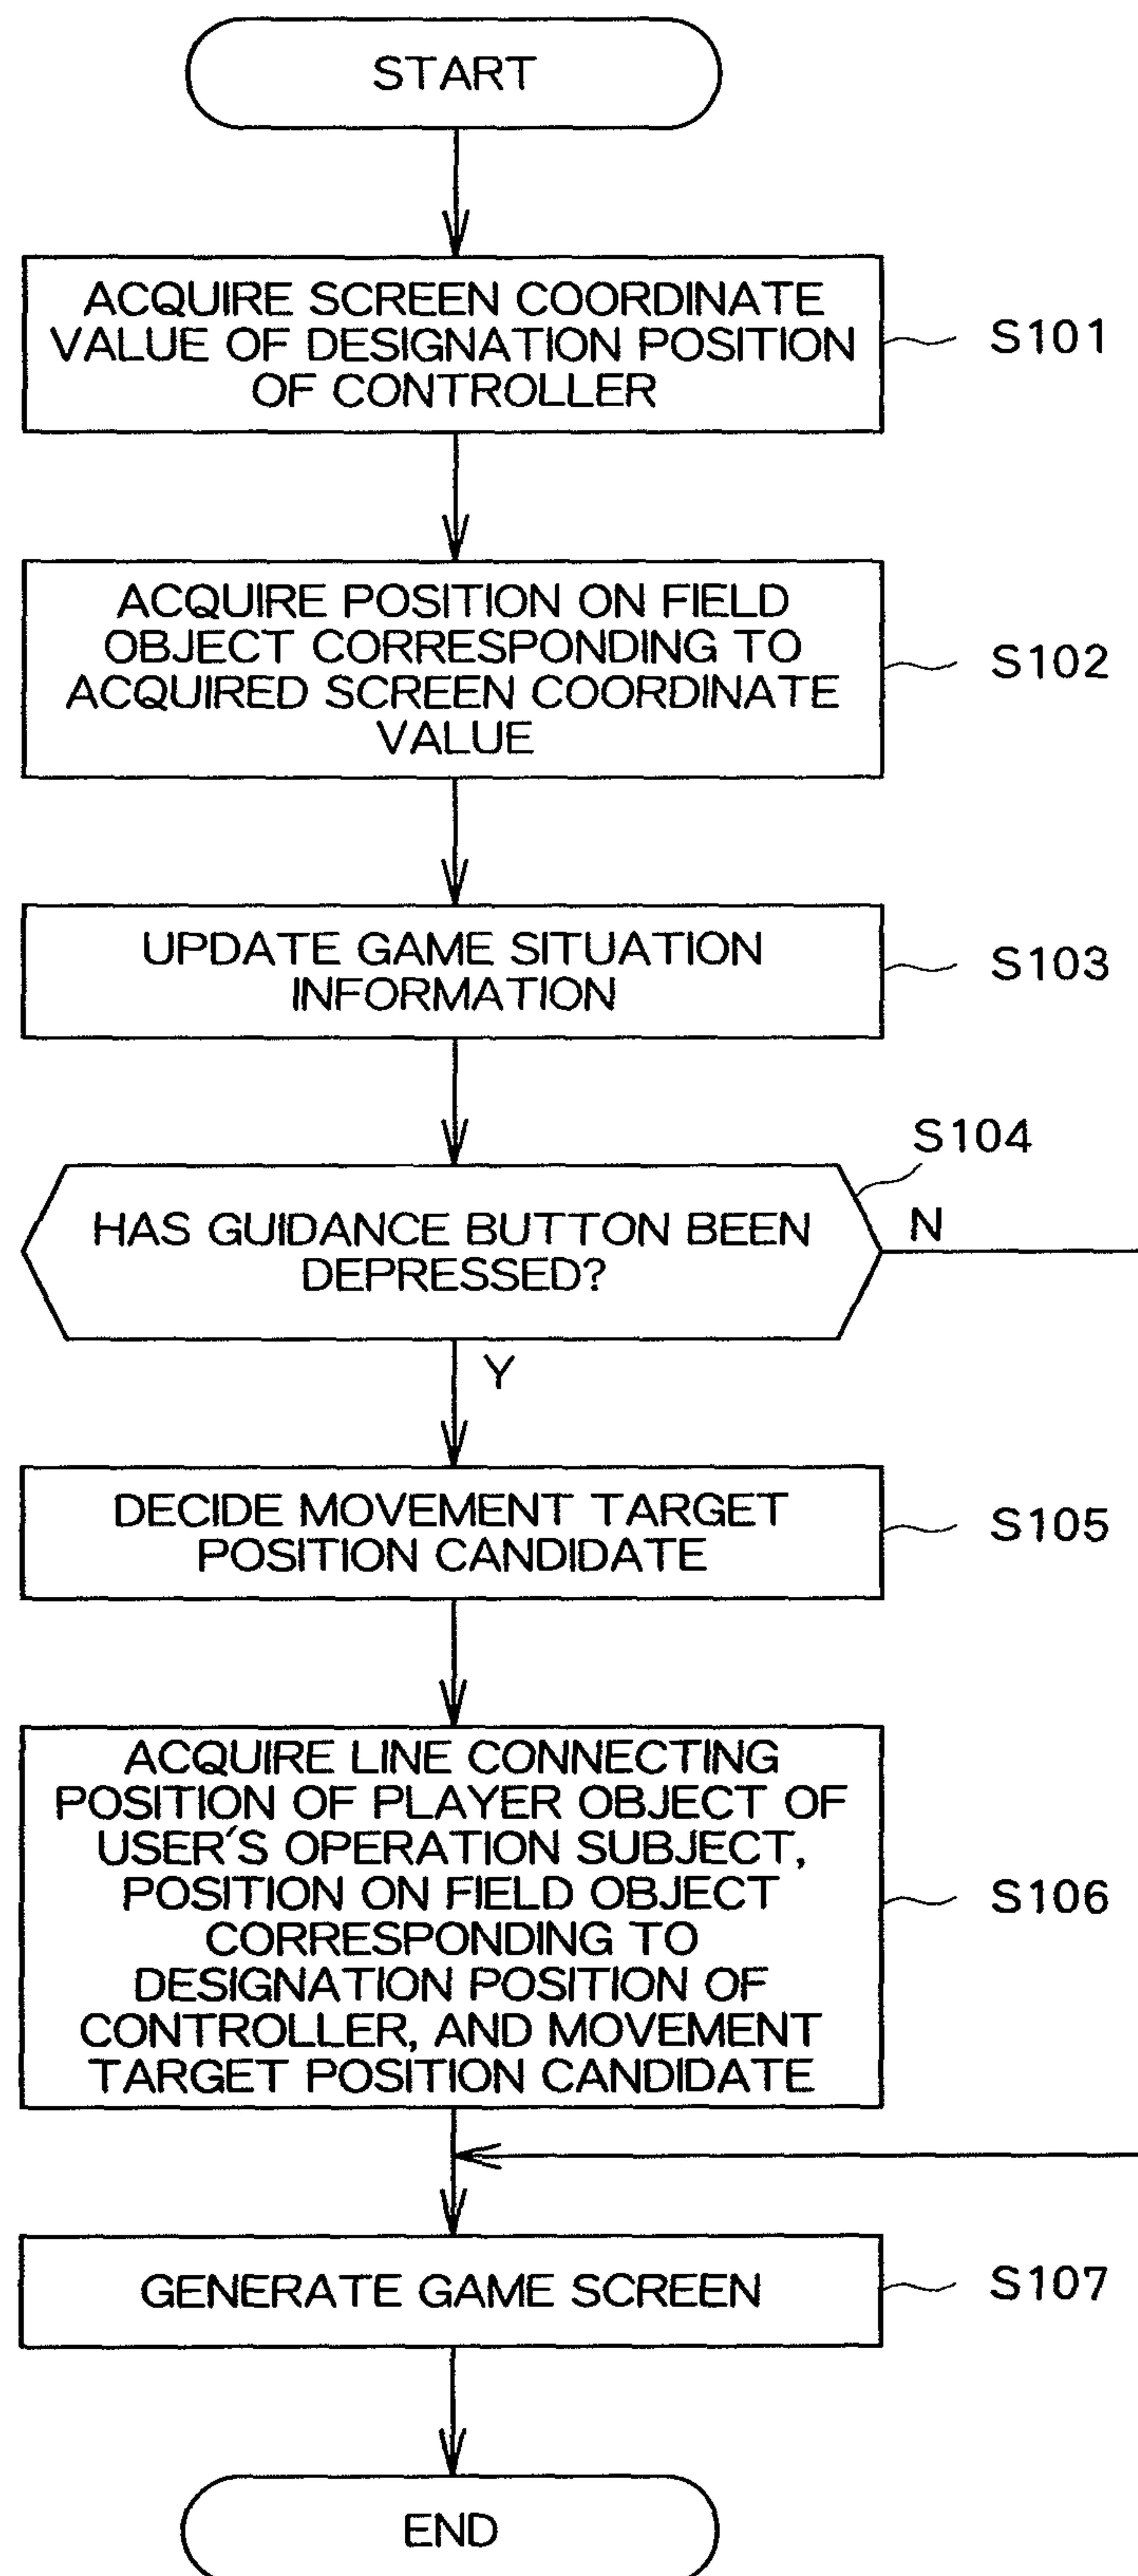 START
ACQUIRE SCREEN COORDINATE
VALUE OF DESIGNATION POSITION
OF CONTROLLER
S101
ACQUIRE POSITION ON FIELD
OBJECT CORRESPONDING TO
ACQUIRED SCREEN COORDINATE
VALUE
S102
UPDATE GAME SITUATION
INFORMATION
S103
S104
HAS GUIDANCE BUTTON BEEN
DEPRESSED?
N
Y
DECIDE MOVEMENT TARGET
POSITION CANDIDATE
S105
ACQUIRE LINE CONNECTING
POSITION OF PLAYER OBJECT OF
USER'S OPERATION SUBJECT,
POSITION ON FIELD OBJECT
CORRESPONDING TO
DESIGNATION POSITION OF
CONTROLLER, AND MOVEMENT
TARGET POSITION CANDIDATE
S106
GENERATE GAME SCREEN
S107
END